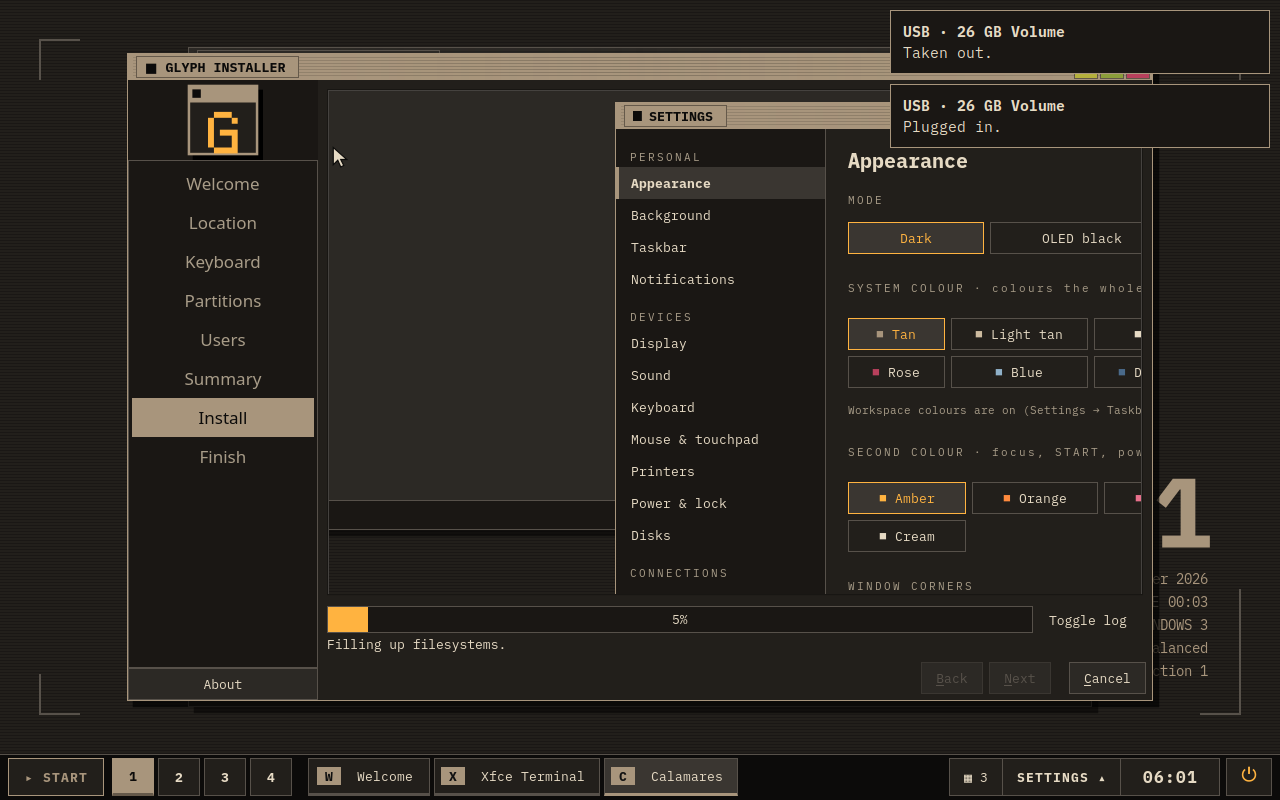 USB · 26 GB Volume
Taken out.
USB · 26 GB Volume
Plugged in.
GLYPH INSTALLER
G
Welcome
Location
Keyboard
Partitions
Users
Summary
Install
Finish
About
SETTINGS
PERSONAL
Appearance
Background
Taskbar
Notifications
DEVICES
Display
Sound
Keyboard
Mouse & touchpad
Printers
Power & lock
Disks
CONNECTIONS
Appearance
MODE
Dark
OLED black
SYSTEM COLOUR · colours the whole
Tan
Light tan
Rose
Blue
D
Workspace colours are on (Settings → Taskb
SECOND COLOUR · focus, START, pow
Amber
Orange
Cream
WINDOW CORNERS
5%
Toggle log
Filling up filesystems.
Back
Next
Cancel
1
er 2026
00:03
NDOWS 3
alanced
ction 1
▸ START
1
2
3
4
W Welcome
X Xfce Terminal
C Calamares
▦ 3
SETTINGS ▴
06:01